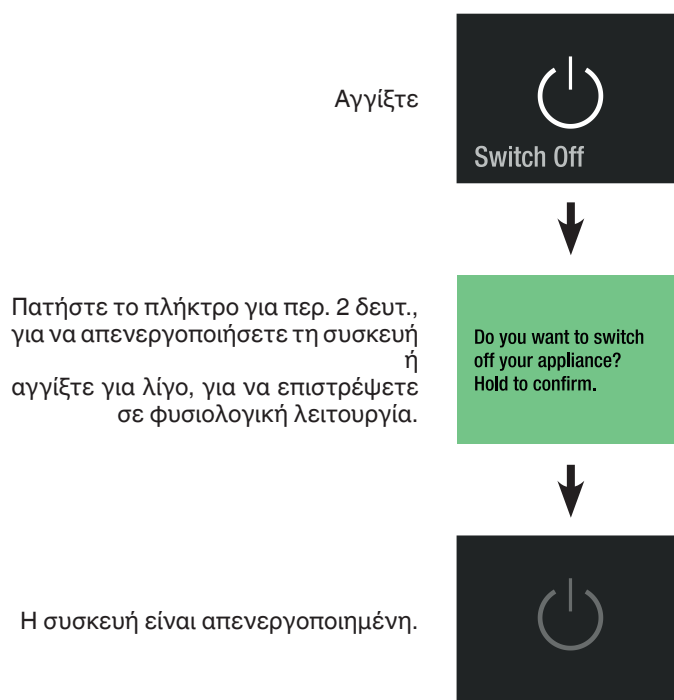 Αγγίξτε
Switch Off
Πατήστε το πλήκτρο για περ. 2 δευτ.,
για να απενεργοποιήσετε τη συσκευή
ή
αγγίξτε για λίγο, για να επιστρέψετε
σε φυσιολογική λειτουργία.
Do you want to switch
off your appliance?
Hold to confirm.
Η συσκευή είναι απενεργοποιημένη.